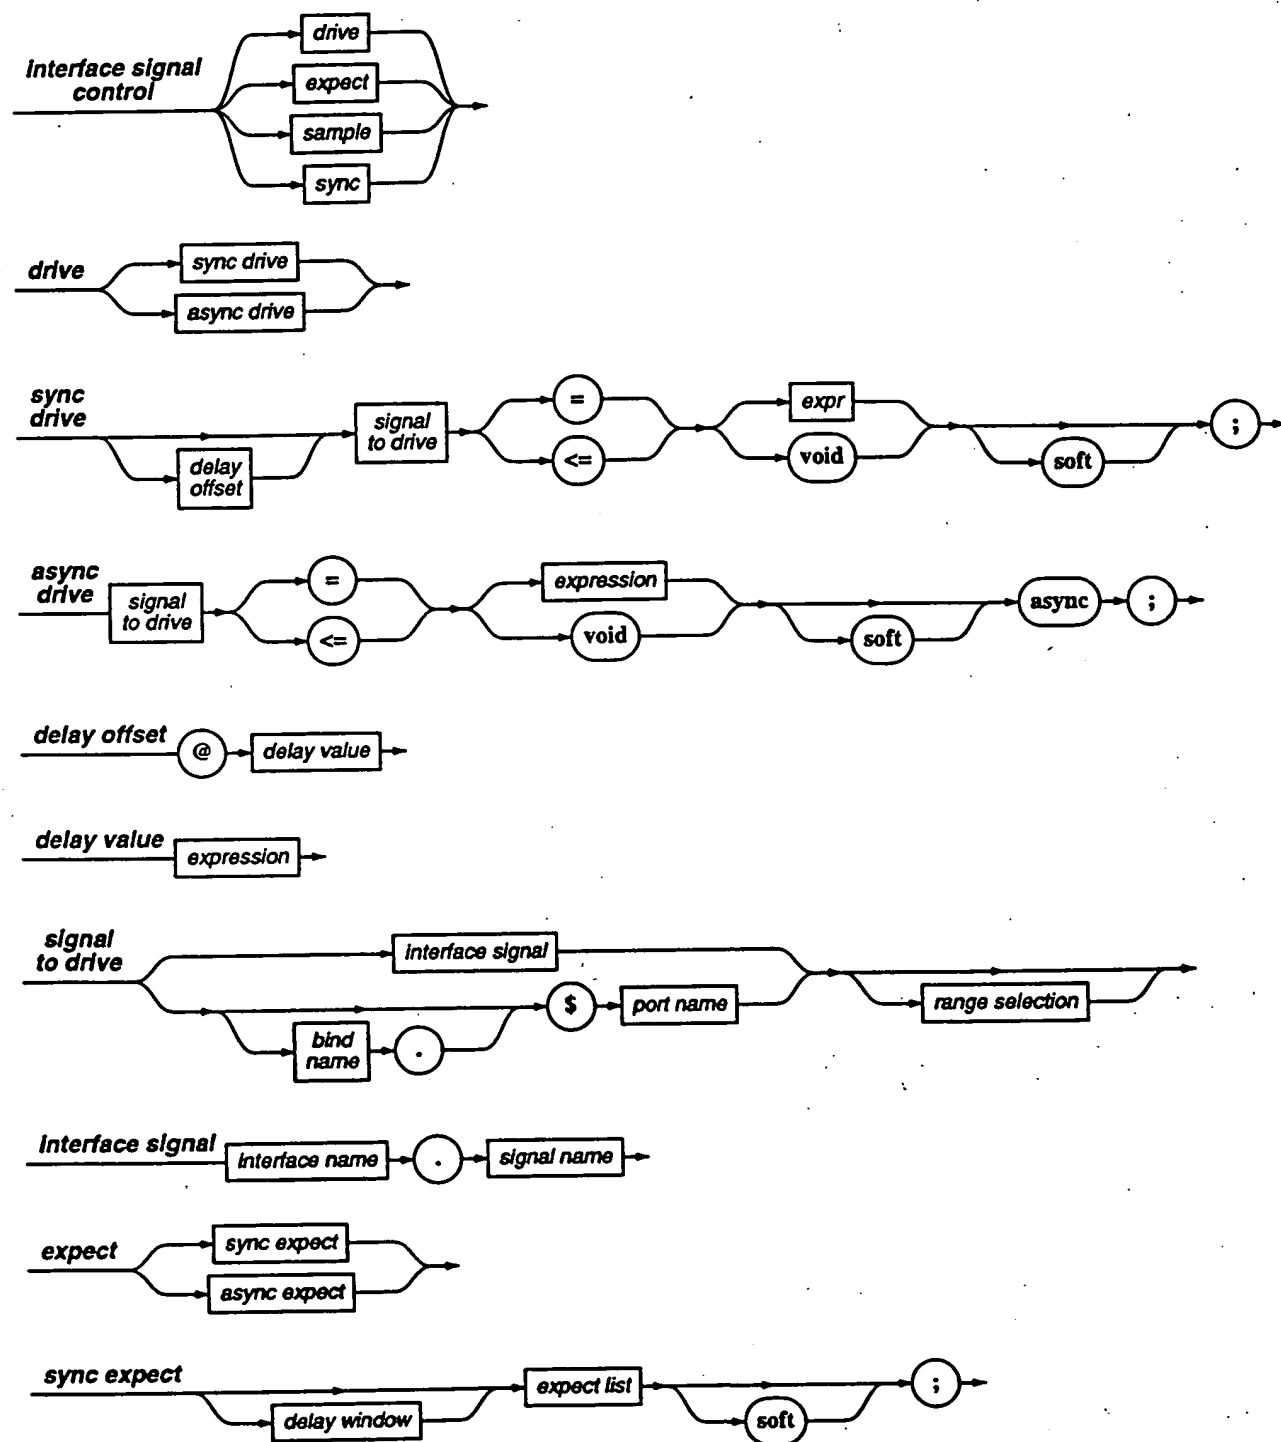 drive
interface signal
control
expect
sample
sync
drive
sync drive
async drive
sync
drive
delay
offset
signal
to drive
=
<=
expr
void
soft
;
async
drive
signal
to drive
=
<=
expression
void
soft
async
;
delay offset
@
delay value
delay value
expression
signal
to drive
interface signal
bind
name
.
$
port name
range selection
interface signal
interface name
.
signal name
expect
sync expect
async expect
sync expect
delay window
expect list
soft
;